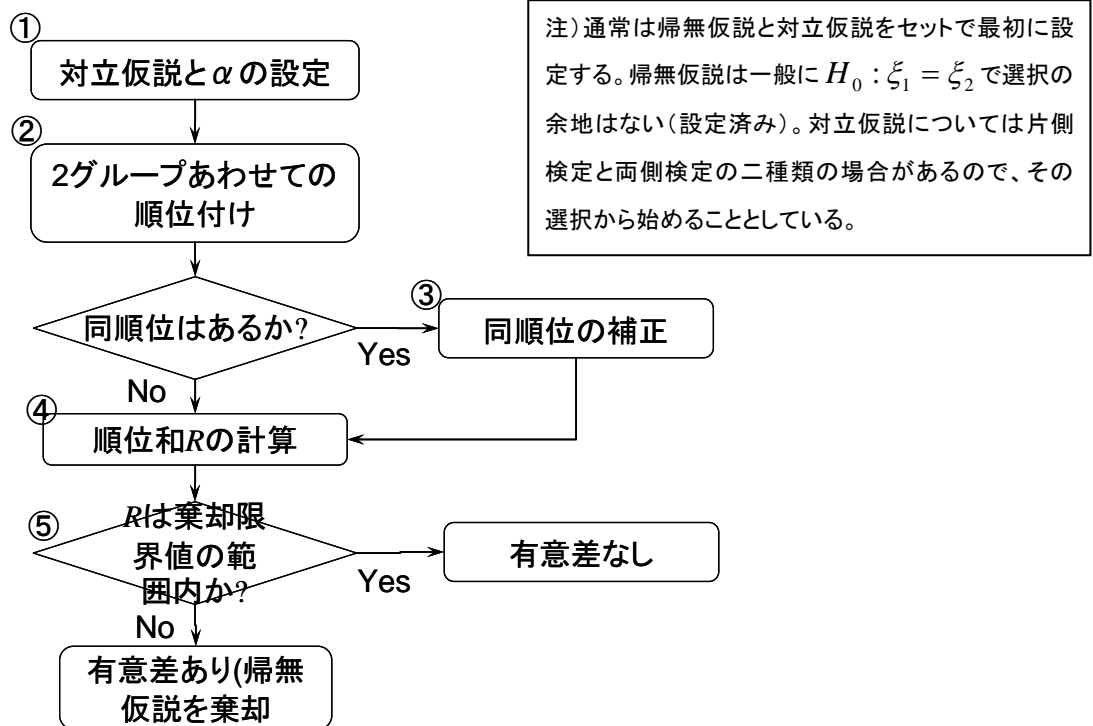 ①
対立仮説とαの設定
②
2グループあわせての
順位付け
同順位はあるか?
Yes
③
同順位の補正
No
④
順位和Rの計算
⑤
Rは棄却限
界値の範
囲内か?
Yes
有意差なし
No
有意差あり(帰無
仮説を棄却
注)通常は帰無仮説と対立仮説をセットで最初に設
定する。帰無仮説は一般に H₀ : ξ₁ = ξ₂ で選択の
余地はない(設定済み)。対立仮説については片側
検定と両側検定の二種類の場合があるので、その
選択から始めることとしている。